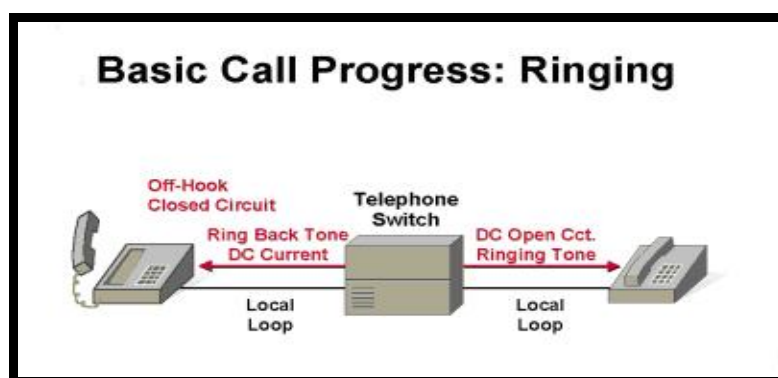 Basic Call Progress: Ringing
Off-Hook
Closed Circuit
Telephone
Switch
Ring Back Tone
DC Current
DC Open Cct.
Ringing Tone
Local
Loop
Local
Loop